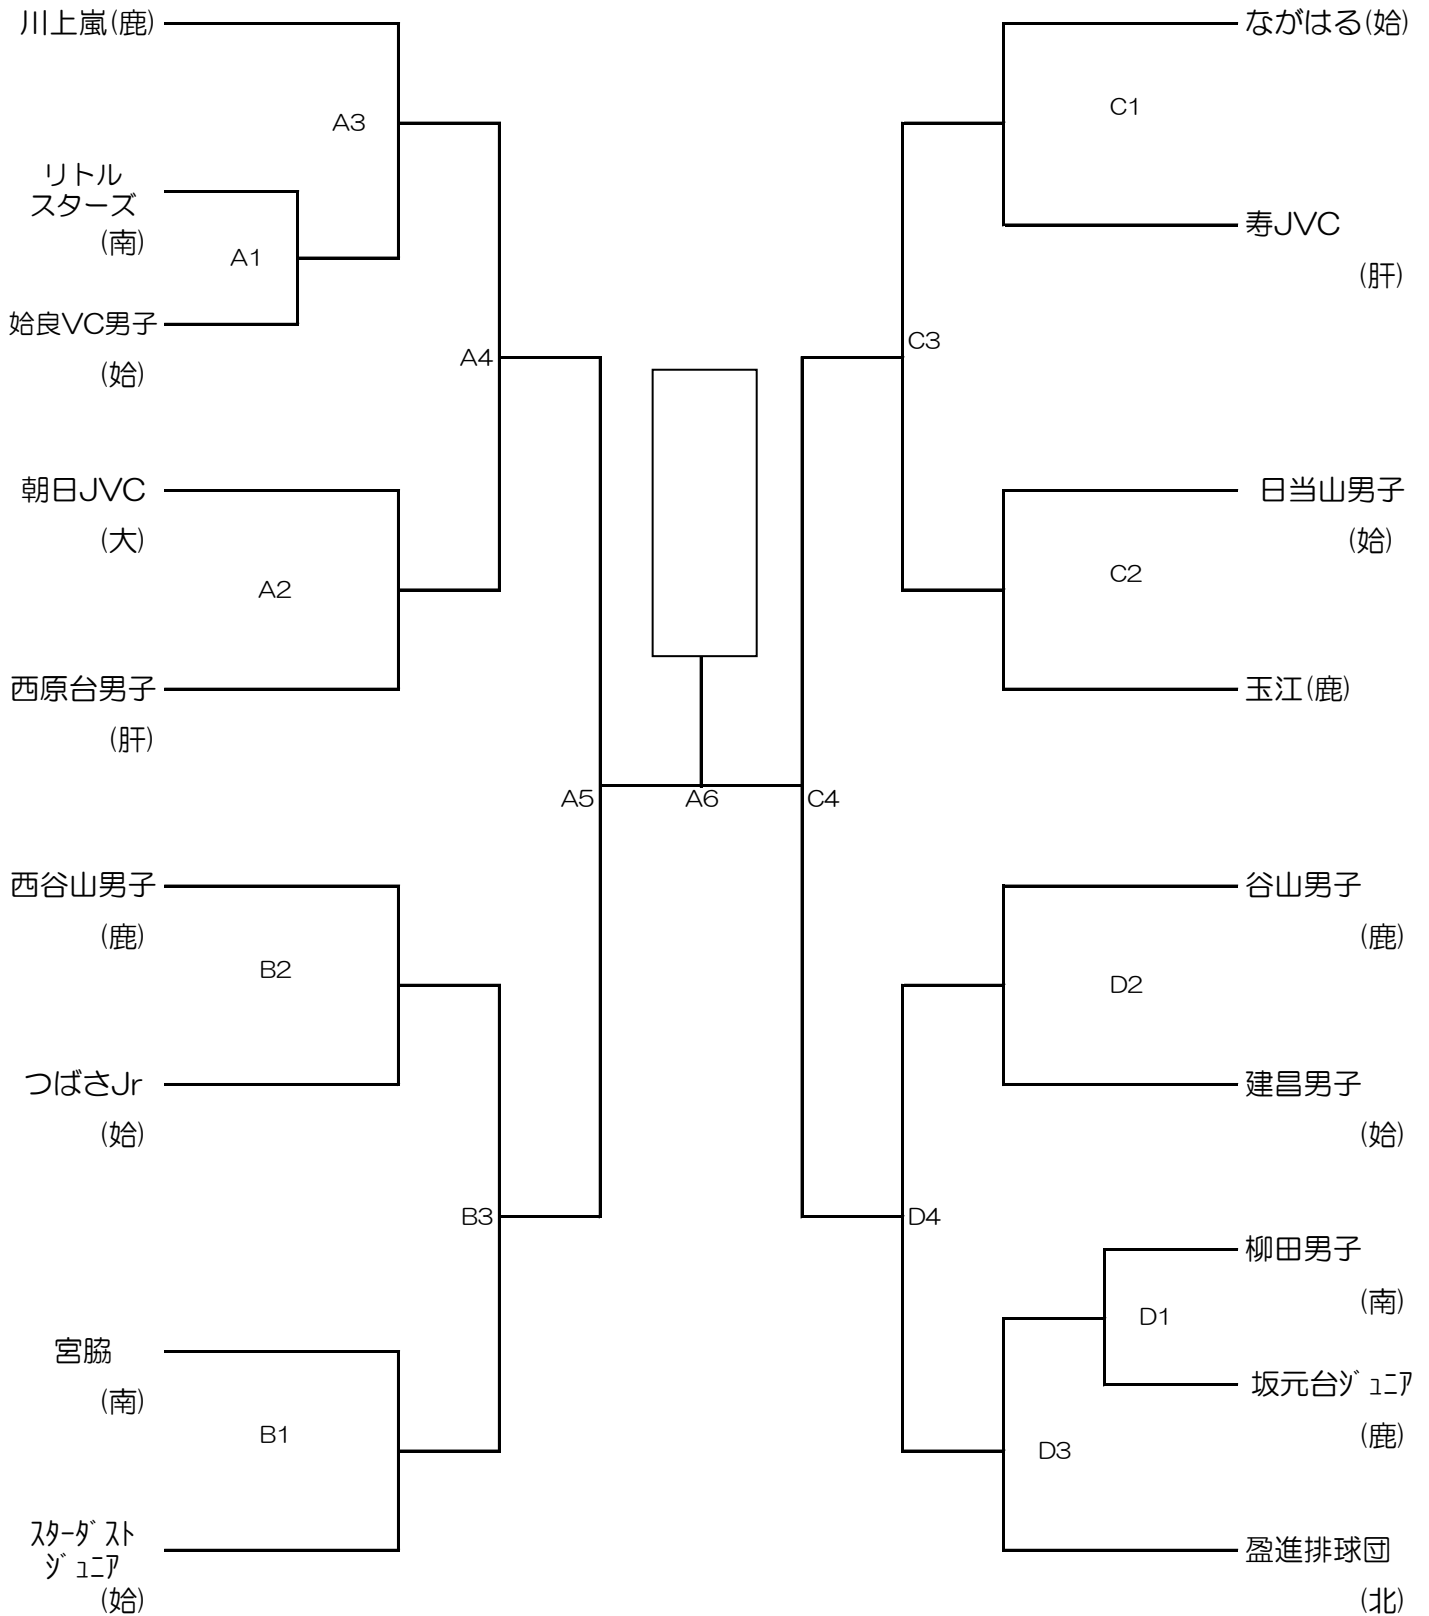 川上嵐(鹿)
A3
リトル
スターズ
(南)
A1
姶良VC男子
(姶)
A4
朝日JVC
(大)
A2
西原台男子
(肝)
A5
西谷山男子
(鹿)
B2
つばさJr
(姶)
B3
宮脇
(南)
B1
ｽﾀｰﾀﾞｽﾄ
ｼﾞｭﾆｱ
(姶)
A6
ながはる(姶)
C1
寿JVC
(肝)
C3
日当山男子
(姶)
C2
玉江(鹿)
C4
谷山男子
(鹿)
D2
建昌男子
(姶)
D4
柳田男子
(南)
D1
坂元台ｼﾞｭﾆｱ
(鹿)
D3
盈進排球団
(北)